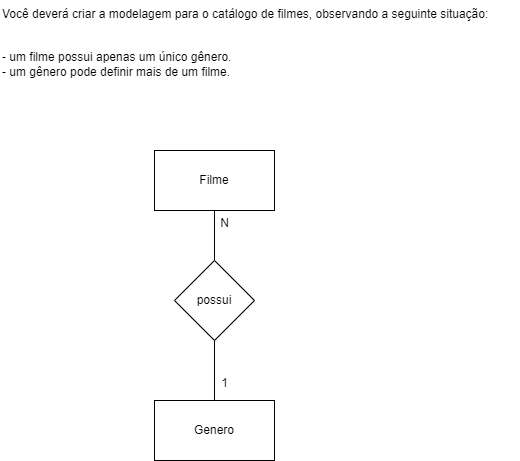 Você deverá criar a modelagem para o catálogo de filmes, observando a seguinte situação:
- um filme possui apenas um único gênero.
- um gênero pode definir mais de um filme.
Filme
N
possui
1
Genero